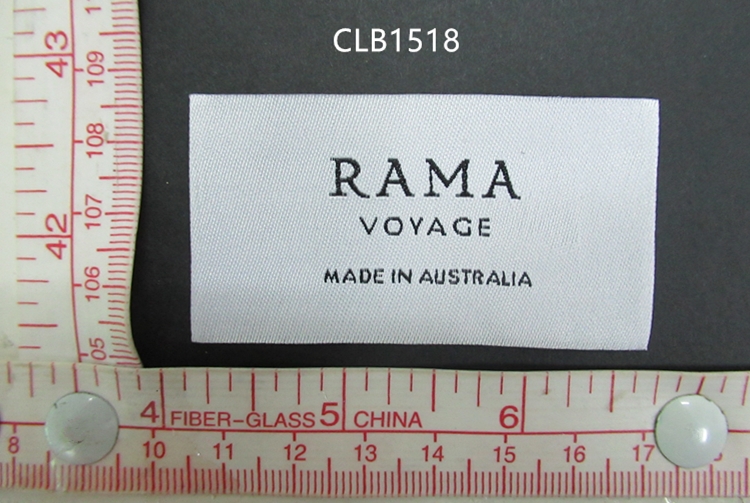 CLB1518
RAMA
VOYAGE
MADE IN AUSTRALIA
43
109
108
42
107
106
105
4 FIBER-GLASS 5 CHINA 6
8 10 11 12 13 14 15 16 17